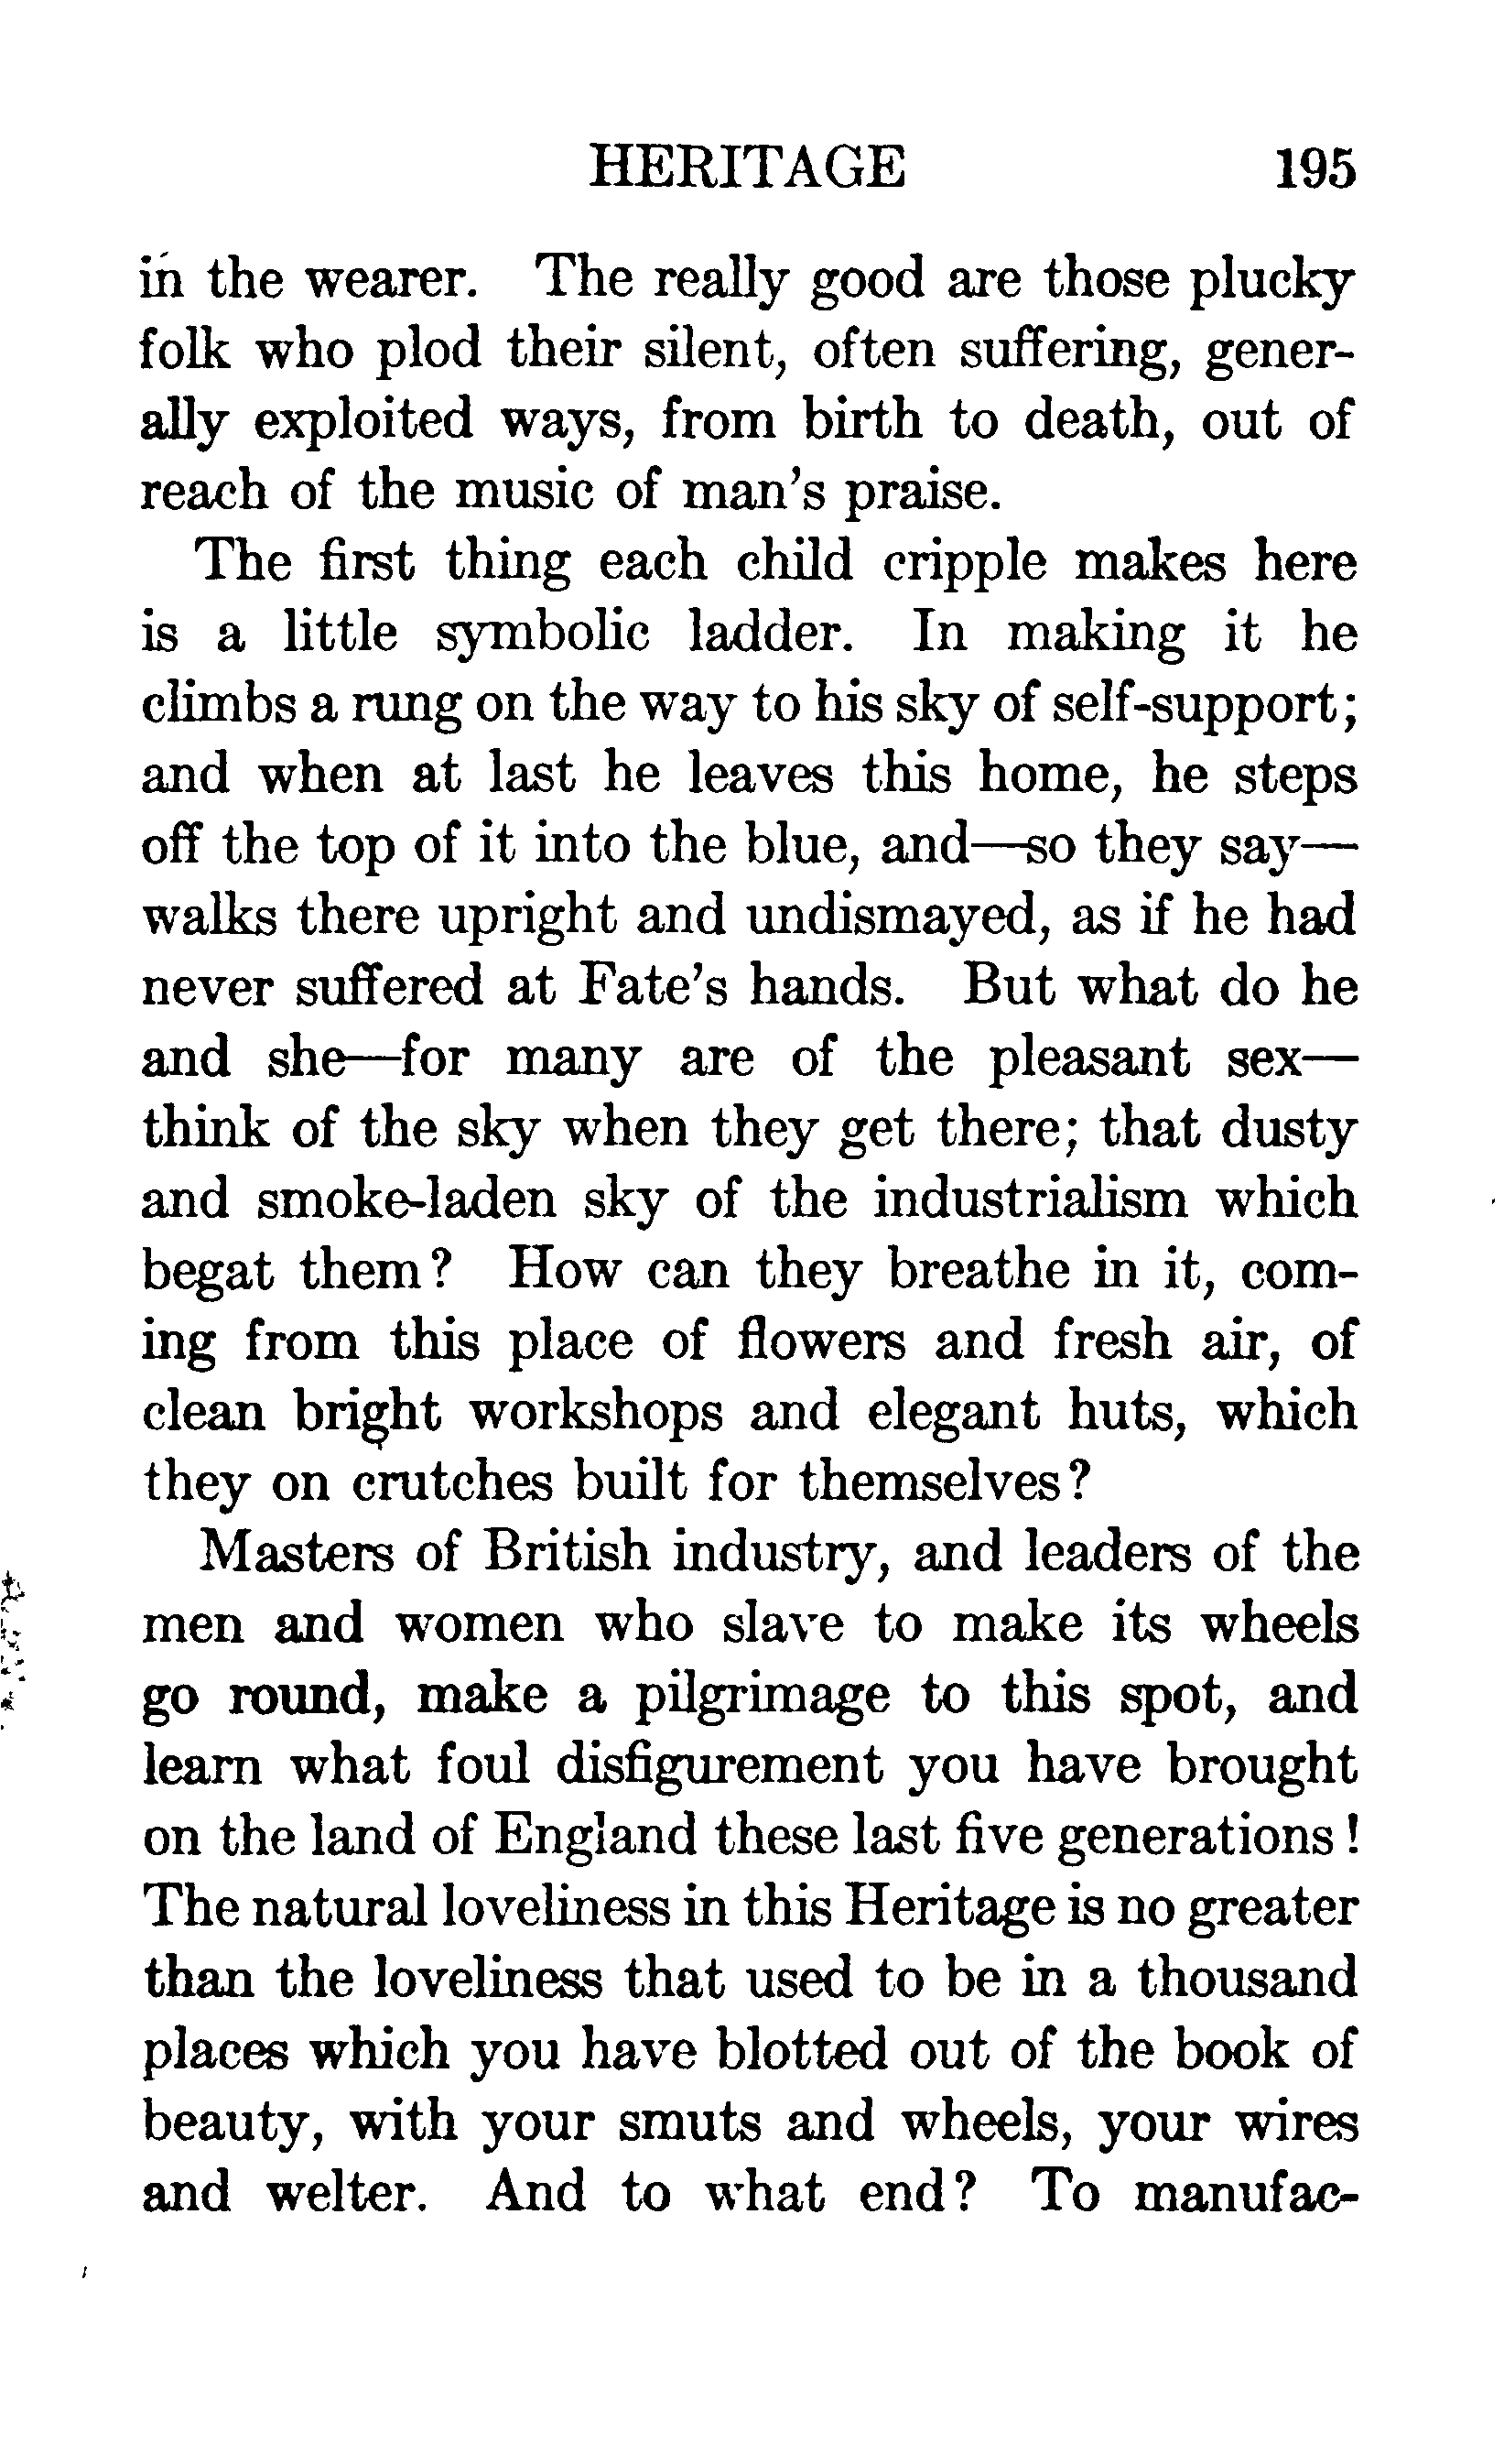 HERITAGE 195
in the wearer. The really good are those plucky
folk who plod their silent, often suffering, gener-
ally exploited ways, from birth to death, out of
reach of the music of man's praise.
The first thing each child cripple makes here
is a little symbolic ladder. In making it he
climbs a rung on the way to his sky of self-support;
and when at last he leaves this home, he steps
off the top of it into the blue, and—so they say—
walks there upright and undismayed, as if he had
never suffered at Fate's hands. But what do he
and she—for many are of the pleasant sex—
think of the sky when they get there; that dusty
and smoke-laden sky of the industrialism which
begat them? How can they breathe in it, com-
ing from this place of flowers and fresh air, of
clean bright workshops and elegant huts, which
they on crutches built for themselves?
Masters of British industry, and leaders of the
men and women who slave to make its wheels
go round, make a pilgrimage to this spot, and
learn what foul disfigurement you have brought
on the land of England these last five generations!
The natural loveliness in this Heritage is no greater
than the loveliness that used to be in a thousand
places which you have blotted out of the book of
beauty, with your smuts and wheels, your wires
and welter. And to what end? To manufac-